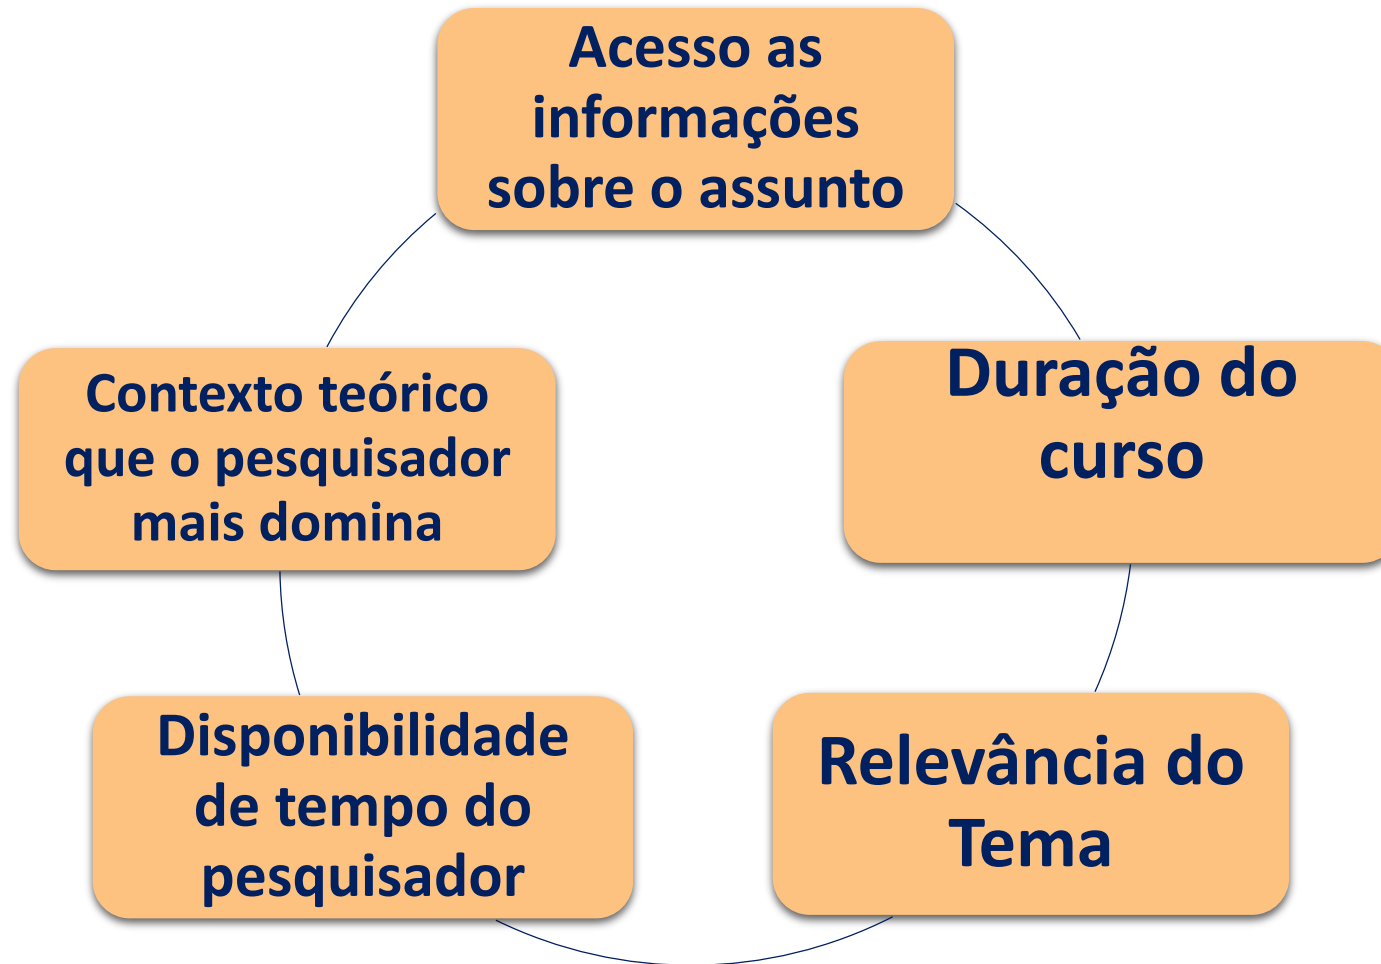 Acesso as
informações
sobre o assunto
Duração do
curso
Relevância do
Tema
Disponibilidade
de tempo do
pesquisador
Contexto teórico
que o pesquisador
mais domina